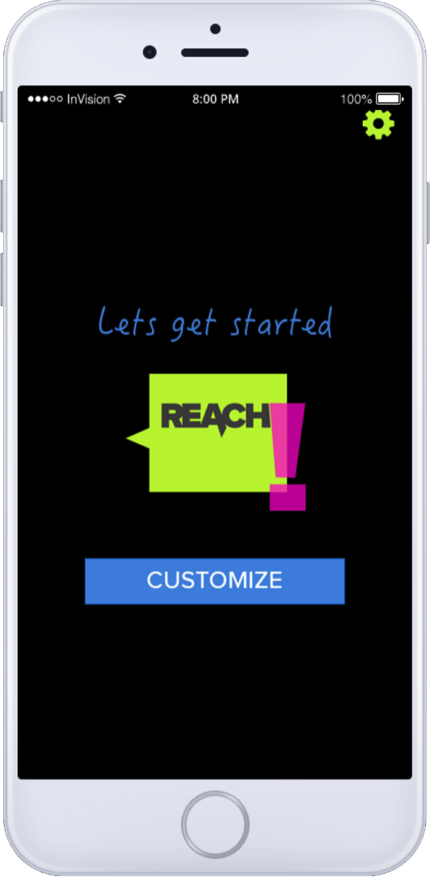 InVision 8:00 PM 100%
Lets get started
REACH!
CUSTOMIZE